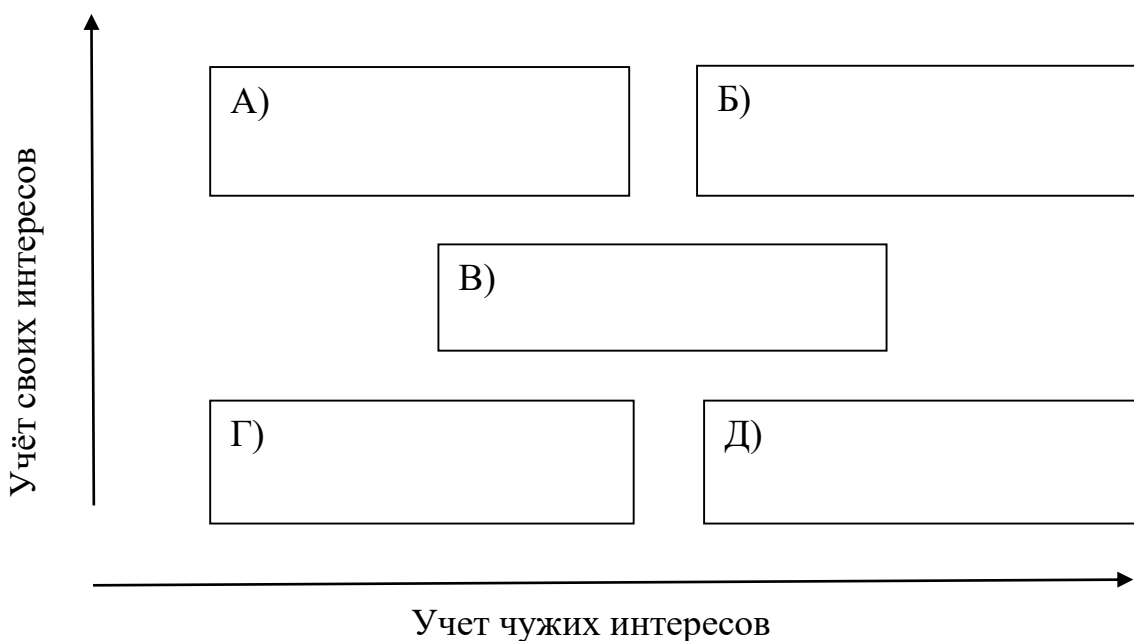 А)
Б)
В)
Г)
Д)
Учёт своих интересов
Учет чужих интересов